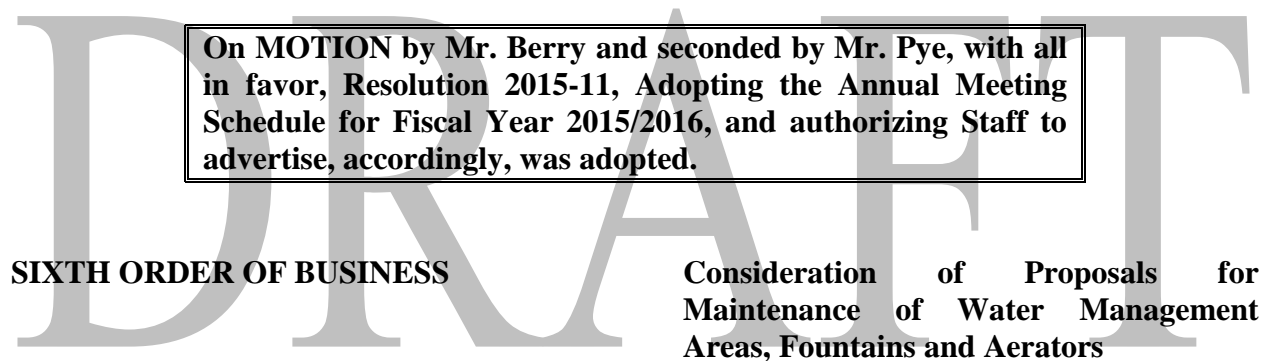 DRAFT
On MOTION by Mr. Berry and seconded by Mr. Pye, with all
in favor, Resolution 2015-11, Adopting the Annual Meeting
Schedule for Fiscal Year 2015/2016, and authorizing Staff to
advertise, accordingly, was adopted.
SIXTH ORDER OF BUSINESS
Consideration of Proposals for
Maintenance of Water Management
Areas, Fountains and Aerators